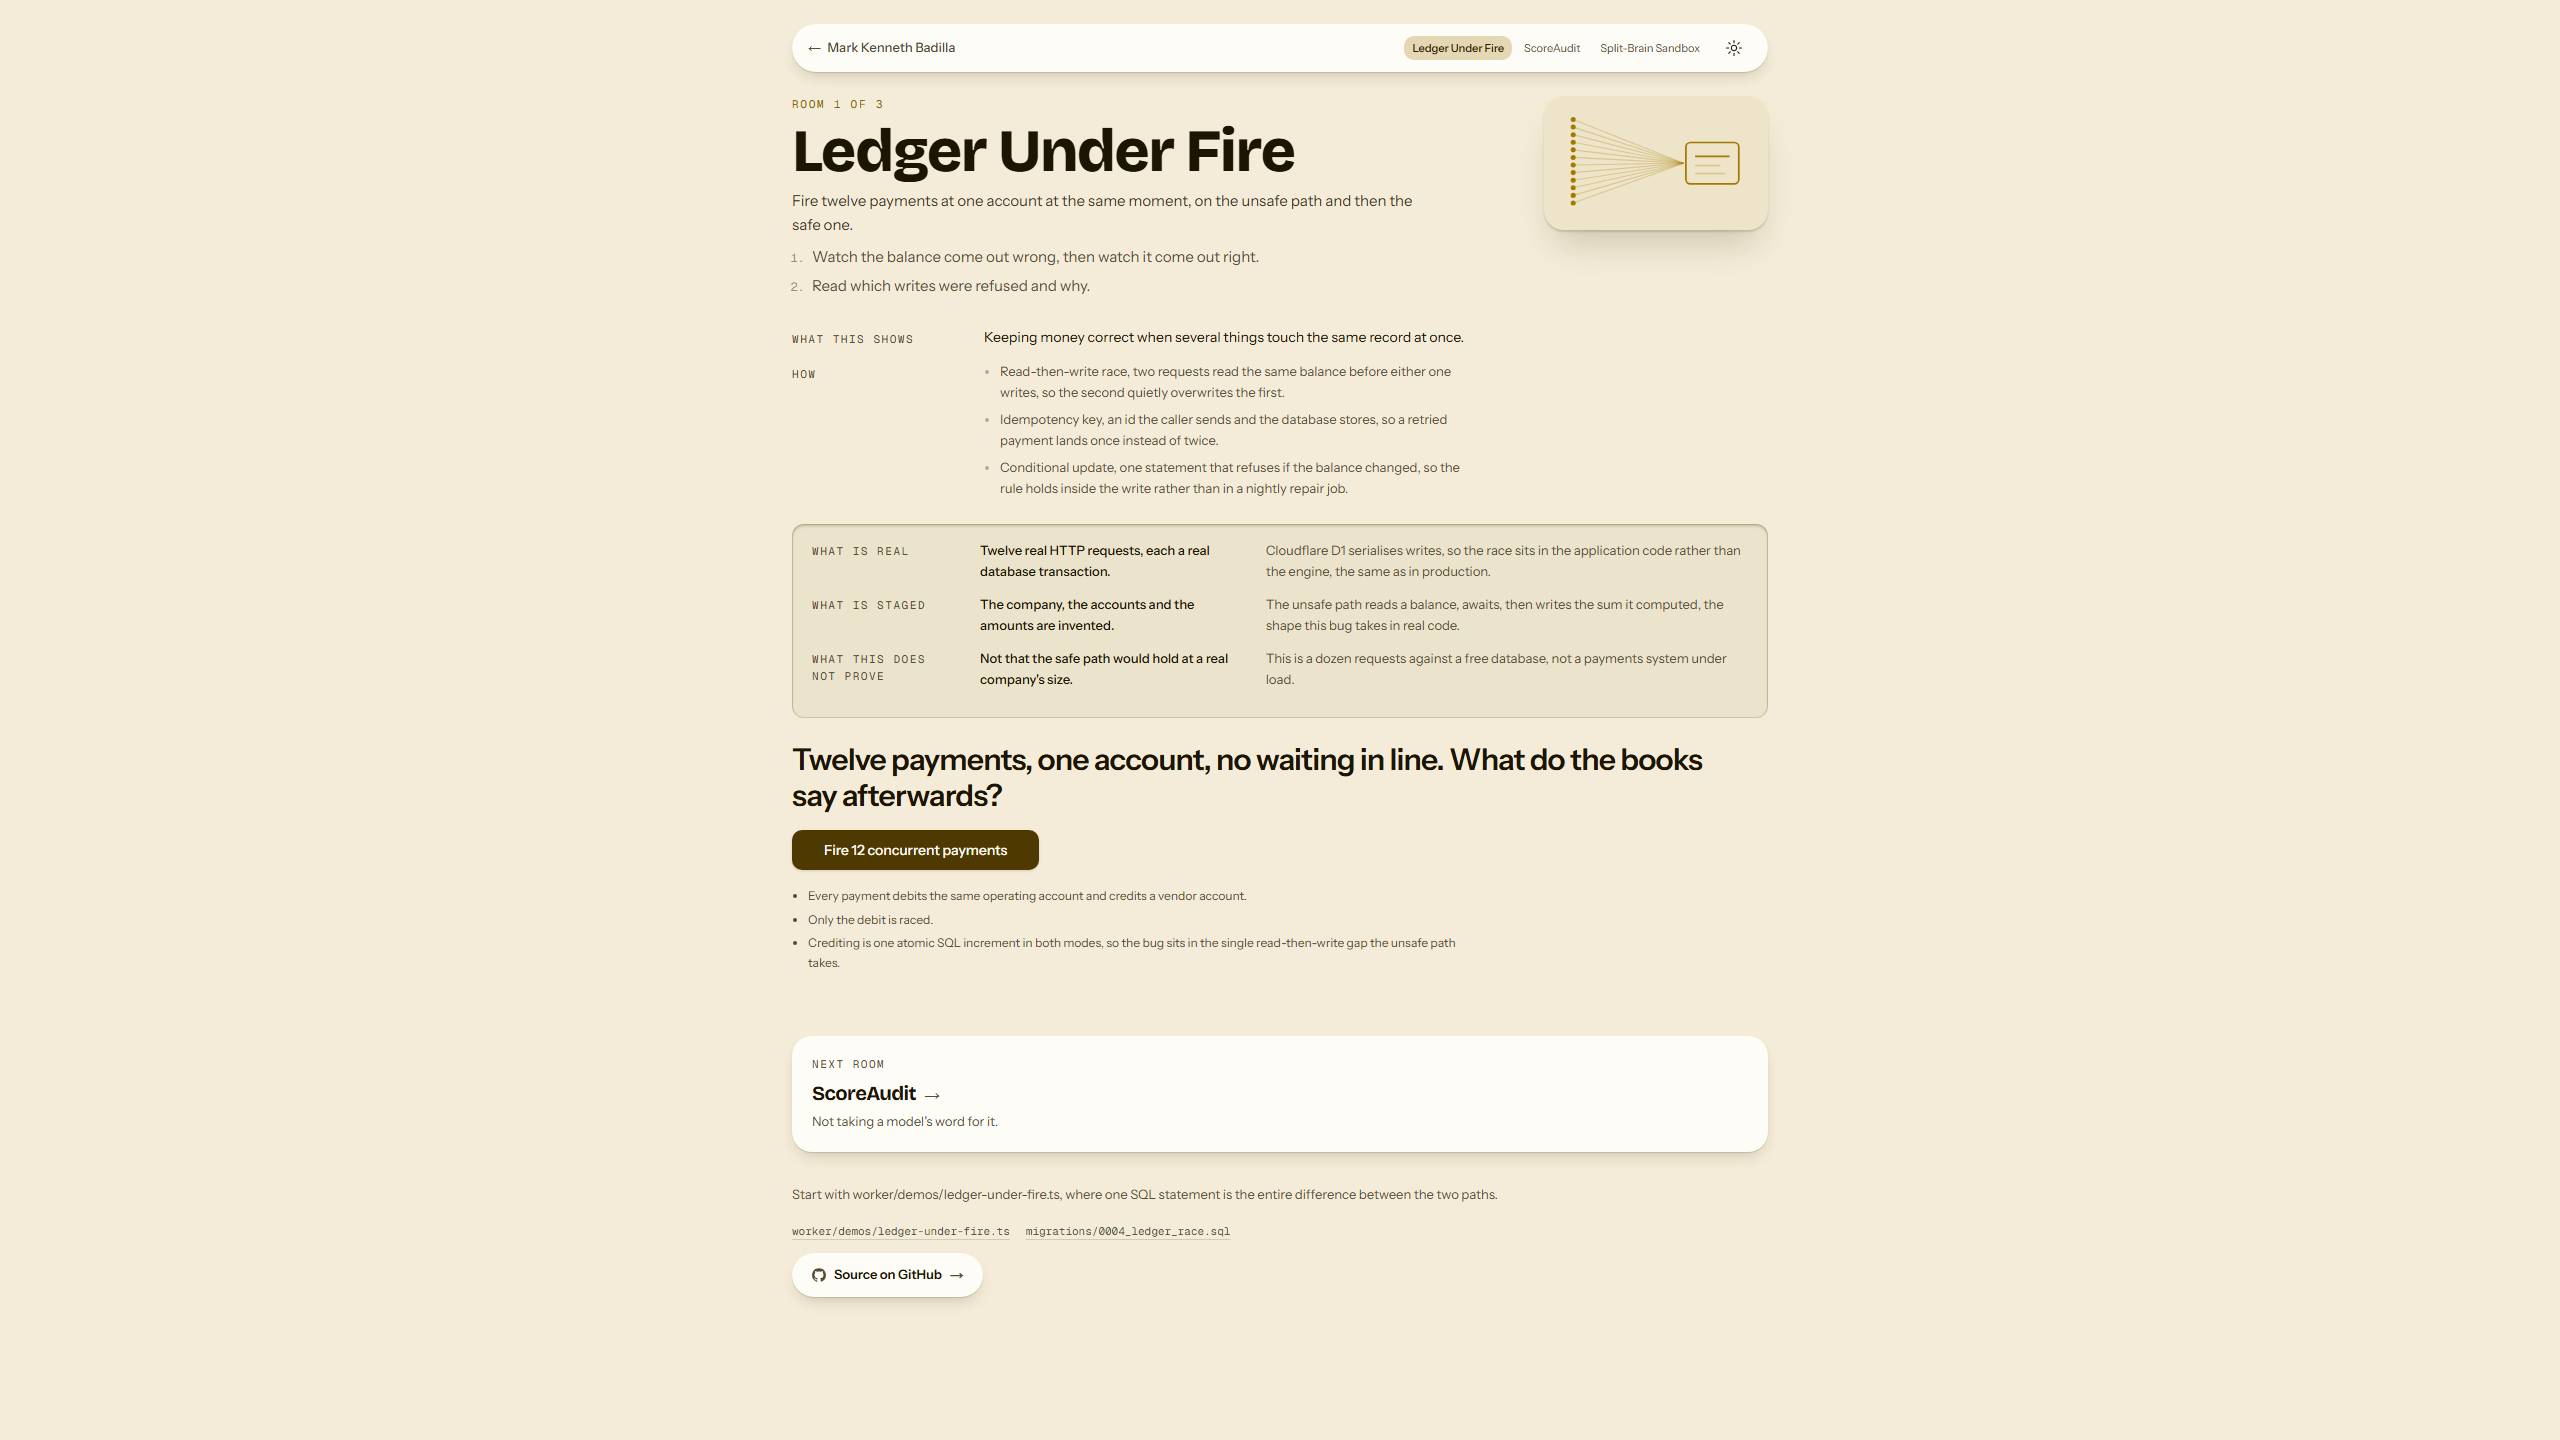 ← Mark Kenneth Badilla
Ledger Under Fire
ScoreAudit
Split-Brain Sandbox
ROOM 1 OF 3
Ledger Under Fire
Fire twelve payments at one account at the same moment, on the unsafe path and then the
safe one.
1. Watch the balance come out wrong, then watch it come out right.
2. Read which writes were refused and why.
WHAT THIS SHOWS
Keeping money correct when several things touch the same record at once.
HOW
• Read-then-write race, two requests read the same balance before either one
writes, so the second quietly overwrites the first.
• Idempotency key, an id the caller sends and the database stores, so a retried
payment lands once instead of twice.
• Conditional update, one statement that refuses if the balance changed, so the
rule holds inside the write rather than in a nightly repair job.
WHAT IS REAL
Twelve real HTTP requests, each a real
database transaction.
Cloudflare D1 serialises writes, so the race sits in the application code rather than
the engine, the same as in production.
WHAT IS STAGED
The company, the accounts and the
amounts are invented.
The unsafe path reads a balance, awaits, then writes the sum it computed, the
shape this bug takes in real code.
WHAT THIS DOES
NOT PROVE
Not that the safe path would hold at a real
company's size.
This is a dozen requests against a free database, not a payments system under
load.
Twelve payments, one account, no waiting in line. What do the books
say afterwards?
Fire 12 concurrent payments
• Every payment debits the same operating account and credits a vendor account.
• Only the debit is raced.
• Crediting is one atomic SQL increment in both modes, so the bug sits in the single read-then-write gap the unsafe path
takes.
NEXT ROOM
ScoreAudit →
Not taking a model's word for it.
Start with worker/demos/ledger-under-fire.ts, where one SQL statement is the entire difference between the two paths.
worker/demos/ledger-under-fire.ts
migrations/0004_ledger_race.sql
Source on GitHub →